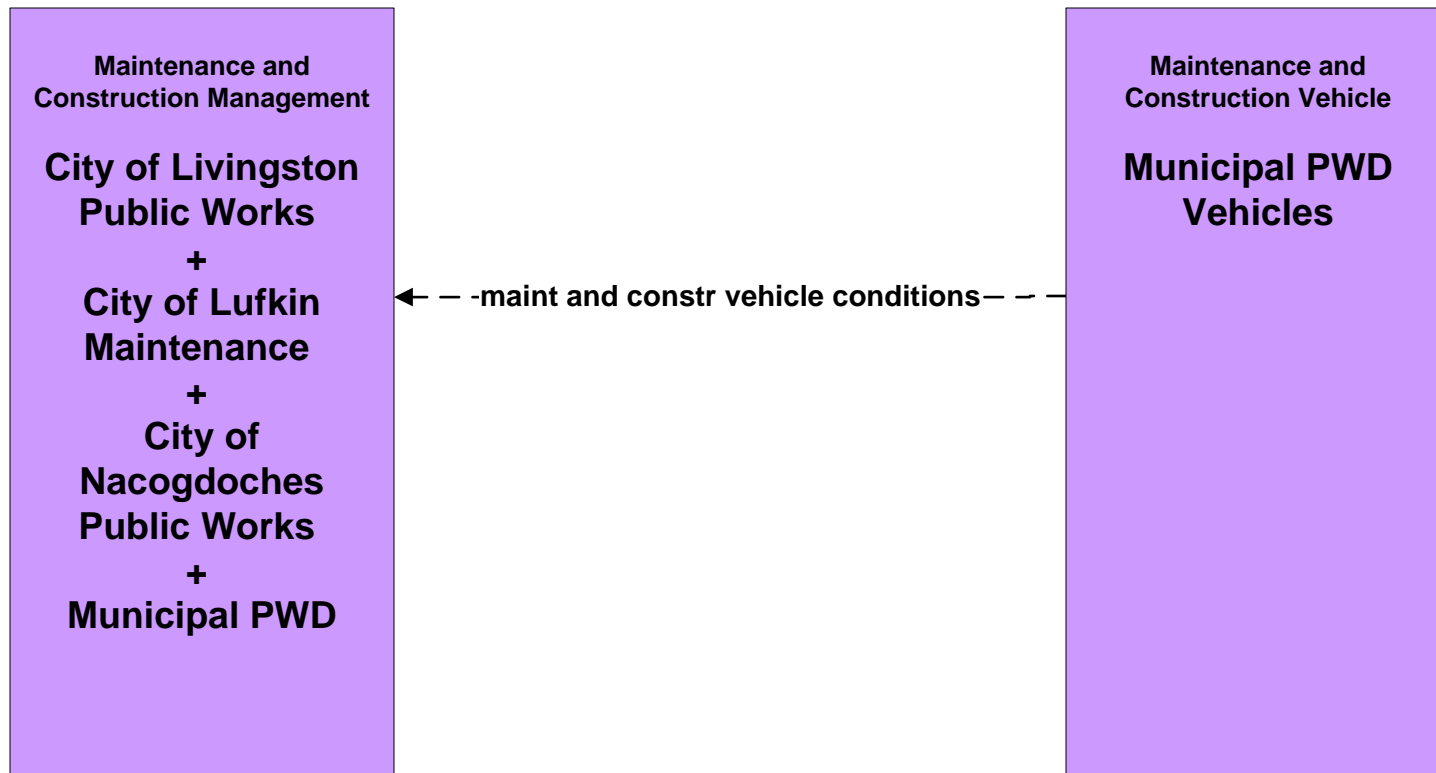 Maintenance and
Construction Management
City of Livingston
Public Works
+
City of Lufkin
Maintenance
+
City of
Nacogdoches
Public Works
+
Municipal PWD
maint and constr vehicle conditions
Maintenance and
Construction Vehicle
Municipal PWD
Vehicles